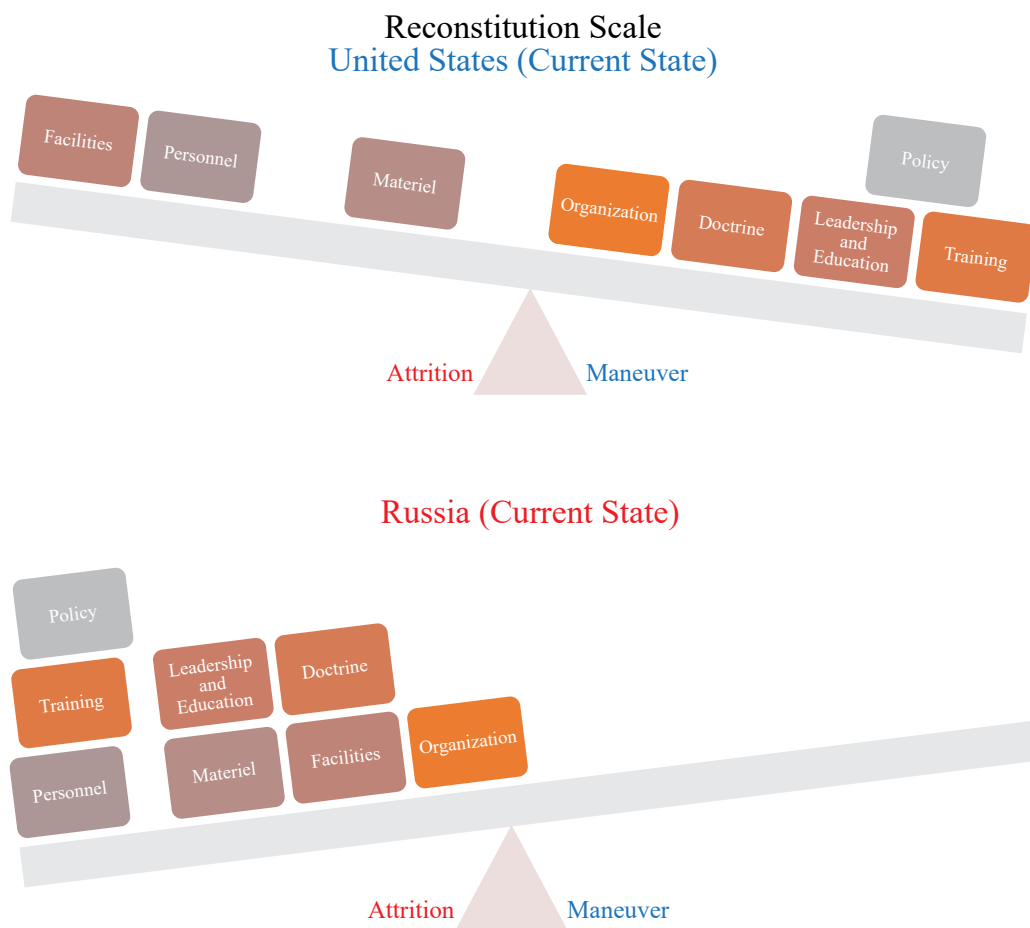 Reconstitution Scale
United States (Current State)
Facilities
Personnel
Materiel
Organization
Doctrine
Leadership
and
Education
Policy
Training
Attrition
Maneuver
Russia (Current State)
Policy
Training
Personnel
Leadership
and
Education
Doctrine
Materiel
Facilities
Organization
Attrition
Maneuver